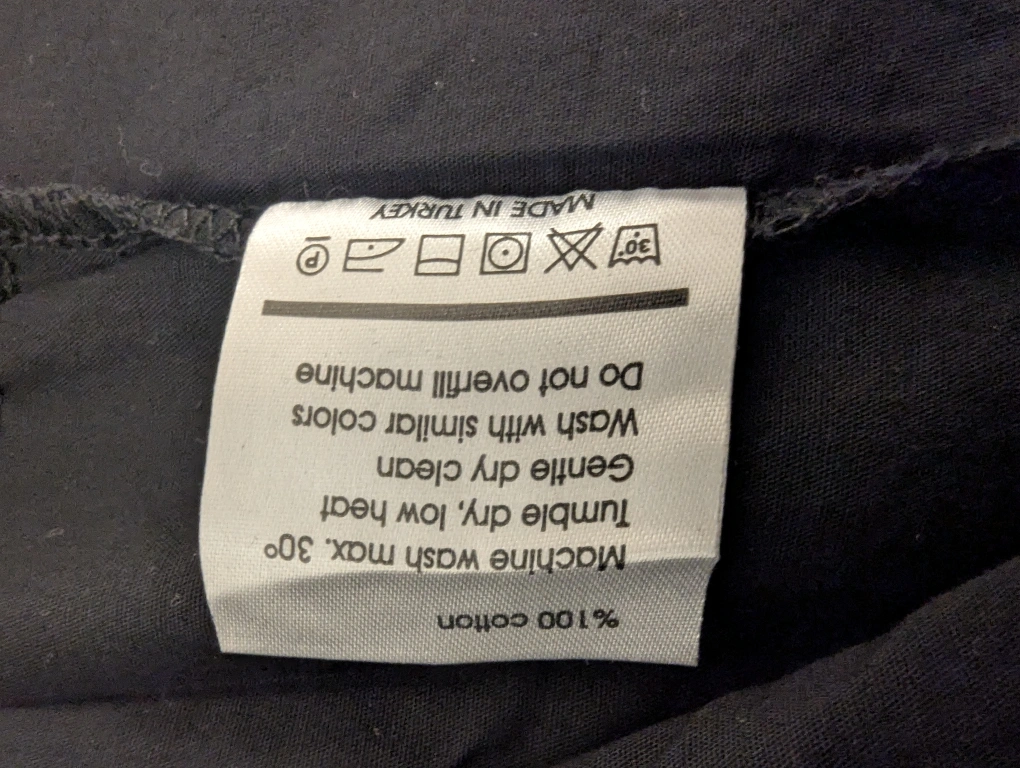 %100 cotton
Machine wash max. 30°
Tumble dry, low heat
Gentle dry clean
Wash with similar colors
Do not overfill machine
30° P
MADE IN TURKEY